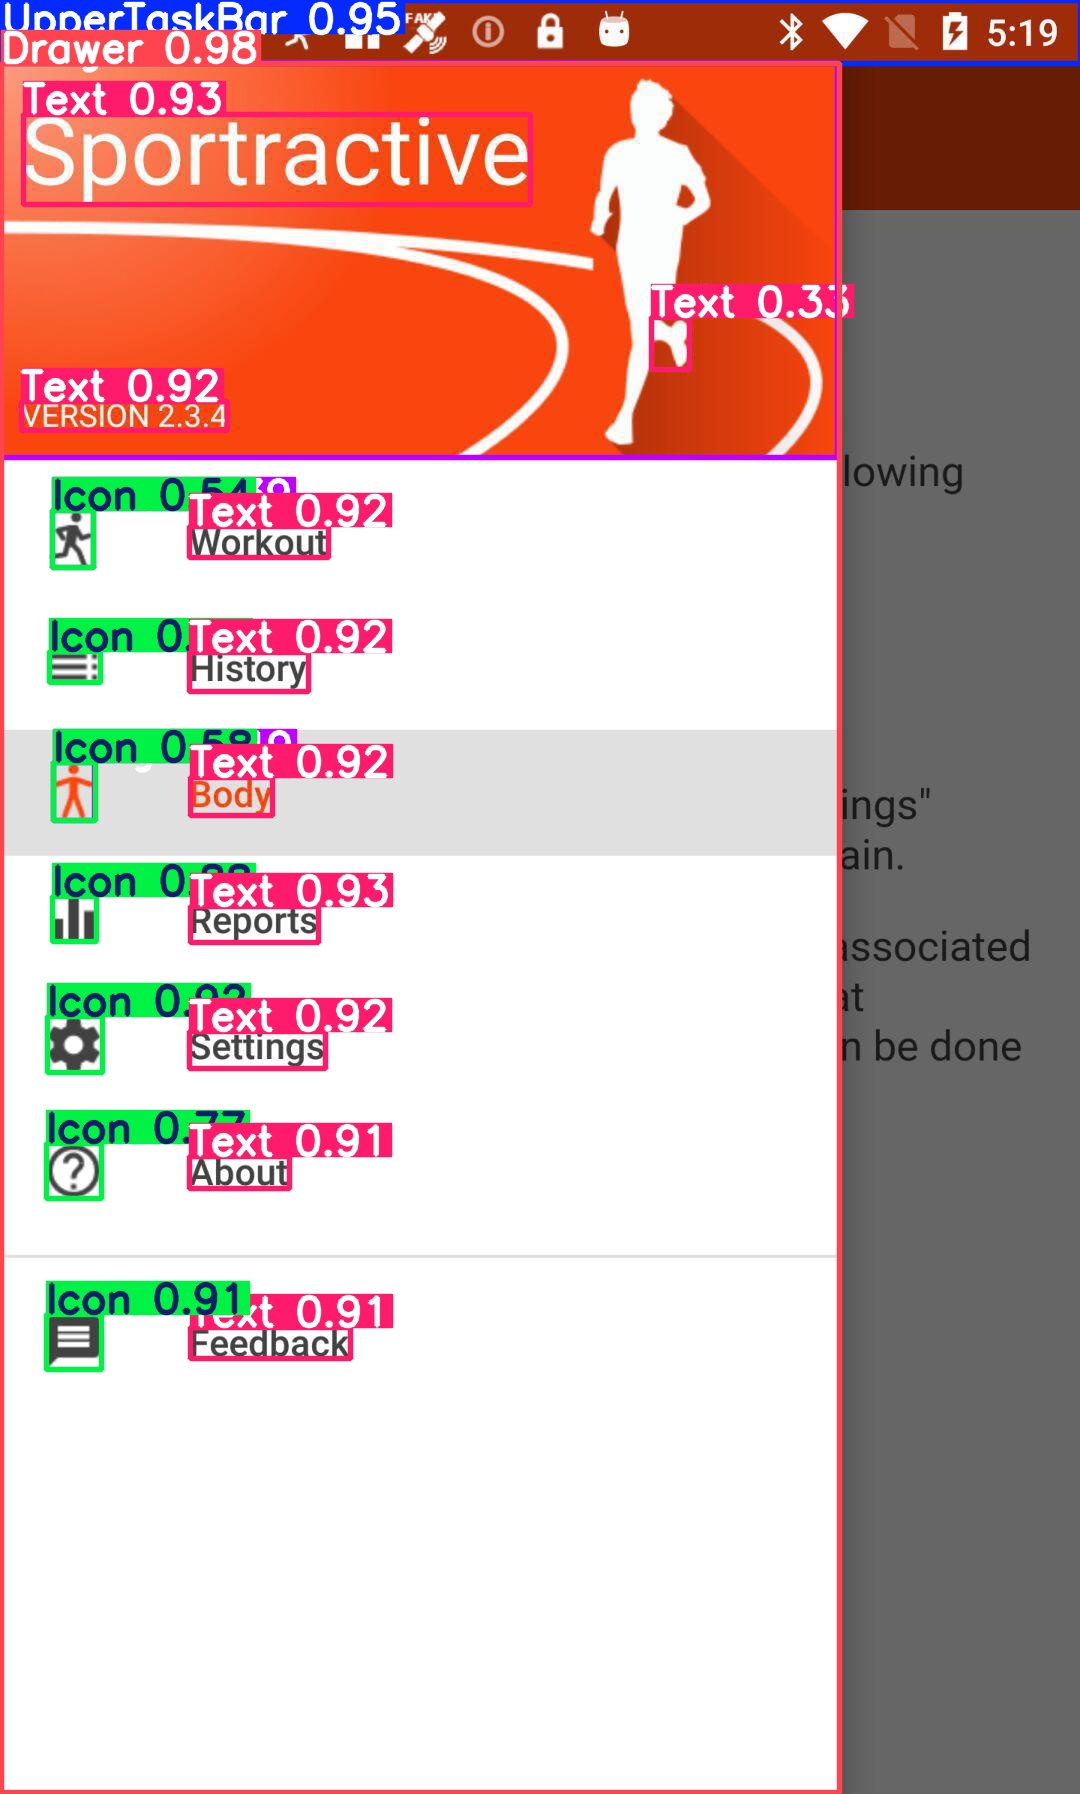 UpperTaskBar 0.95
FAKE
5:19
Drawer 0.98
Text 0.93
Sportractive
Text 0.33
Text 0.92
VERSION 2.3.4
lowing
Icon 0.54
Text 0.92
Workout
Icon 0.
Text 0.92
History
Icon 0.58
Text 0.92
Body
ings"
ain.
Icon 0.
Text 0.93
Reports
associated
at
Icon 0.92
Text 0.92
Settings
n be done
Icon 0.77
Text 0.91
About
Icon 0.91
Text 0.91
Feedback